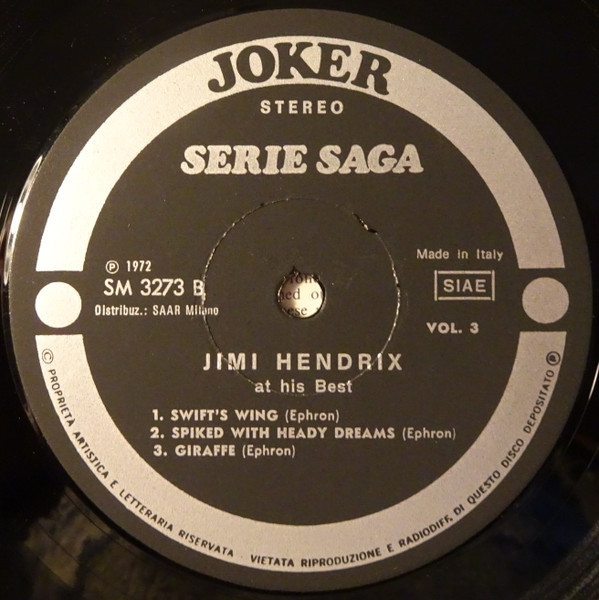 JOKER
STEREO
SERIE SAGA
℗ 1972
SM 3273 B
Distribuz.: SAAR Milano
Made in Italy
SIAE
VOL. 3
JIMI HENDRIX
at his Best
1. SWIFT'S WING (Ephron)
2. SPIKED WITH HEADY DREAMS (Ephron)
3. GIRAFFE (Ephron)
© PROPRIETÀ ARTISTICA E LETTERARIA RISERVATA - VIETATA RIPRODUZIONE E RADIODIFF. DI QUESTO DISCO DEPOSITATO ℗